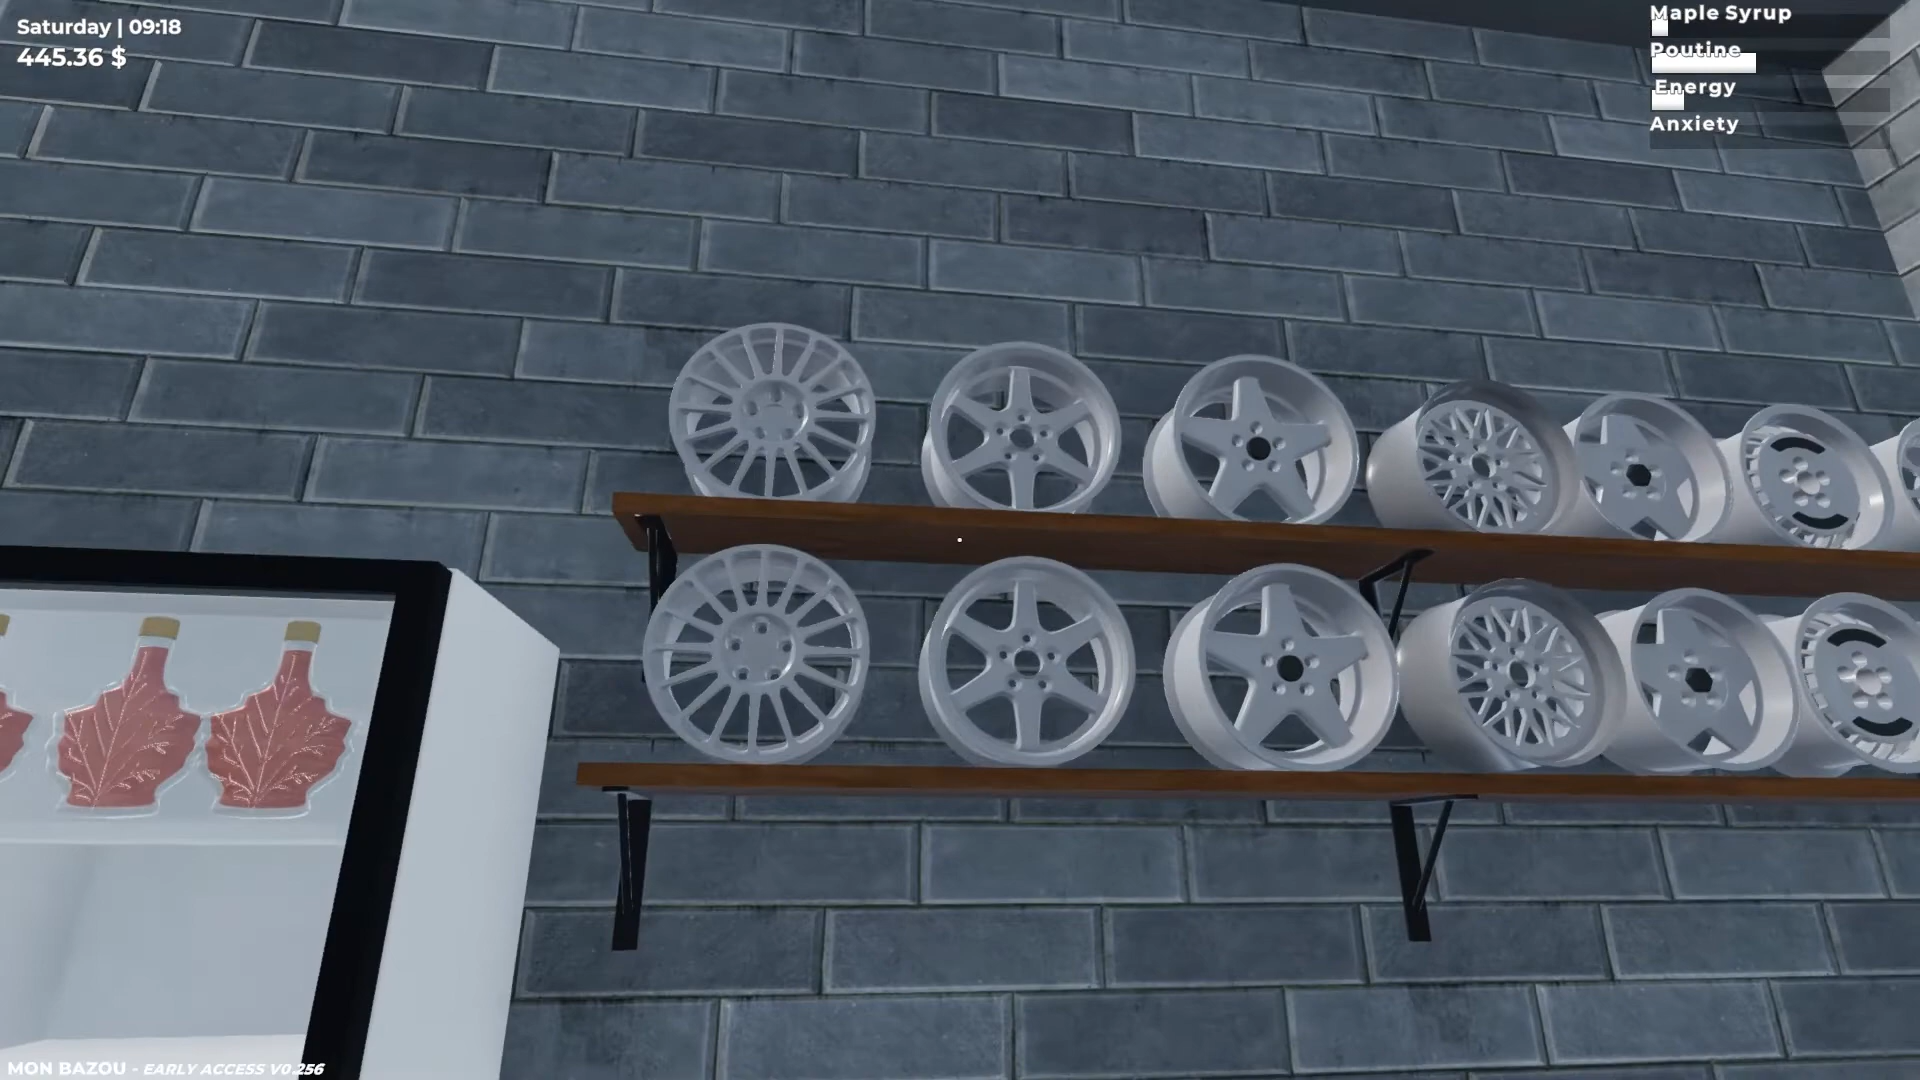 Saturday | 09:18
445.36 $
Maple Syrup
Poutine
Energy
Anxiety
MON BAZOU - EARLY ACCESS V0.256